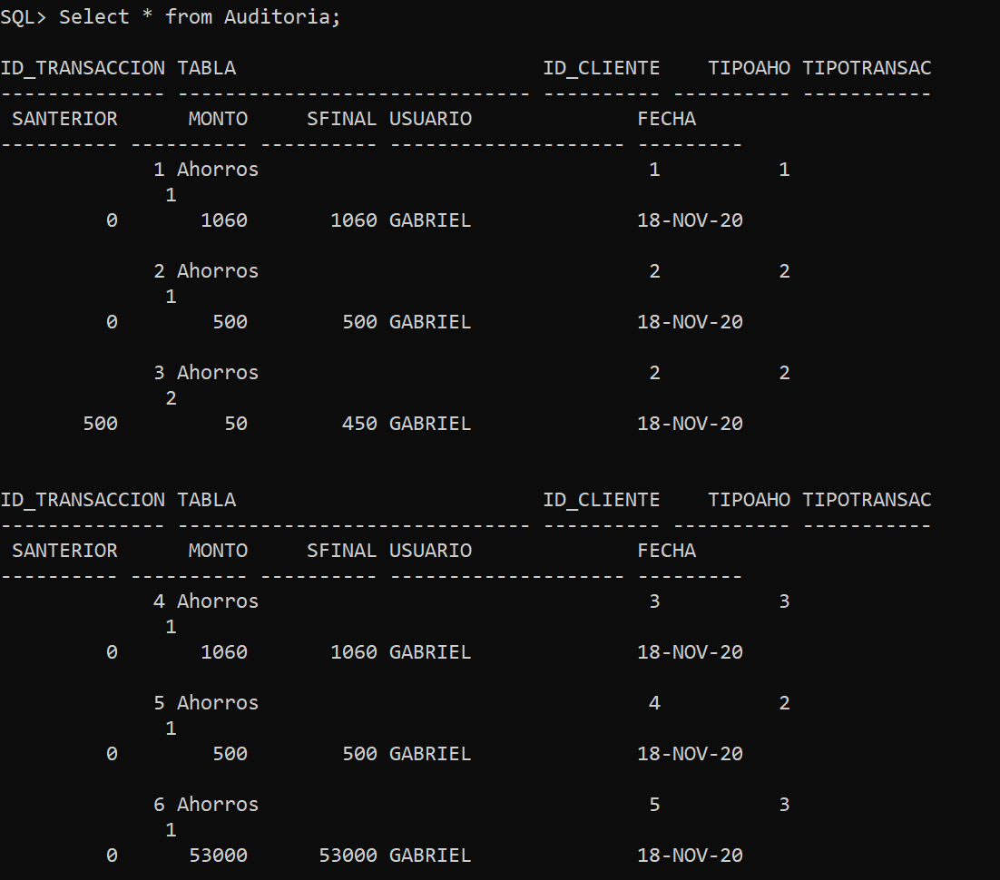 SQL> Select * from Auditoria;
ID_TRANSACCION TABLA                          ID_CLIENTE    TIPOAHO TIPOTRANSAC
-------------- ------------------------------ ---------- ---------- -----------
 SANTERIOR      MONTO     SFINAL USUARIO              FECHA
---------- ---------- ---------- -------------------- ---------
             1 Ahorros                                 1          1
              1
         0       1060       1060 GABRIEL              18-NOV-20
             2 Ahorros                                 2          2
              1
         0        500        500 GABRIEL              18-NOV-20
             3 Ahorros                                 2          2
              2
       500         50        450 GABRIEL              18-NOV-20
ID_TRANSACCION TABLA                          ID_CLIENTE    TIPOAHO TIPOTRANSAC
-------------- ------------------------------ ---------- ---------- -----------
 SANTERIOR      MONTO     SFINAL USUARIO              FECHA
---------- ---------- ---------- -------------------- ---------
             4 Ahorros                                 3          3
              1
         0       1060       1060 GABRIEL              18-NOV-20
             5 Ahorros                                 4          2
              1
         0        500        500 GABRIEL              18-NOV-20
             6 Ahorros                                 5          3
              1
         0      53000      53000 GABRIEL              18-NOV-20